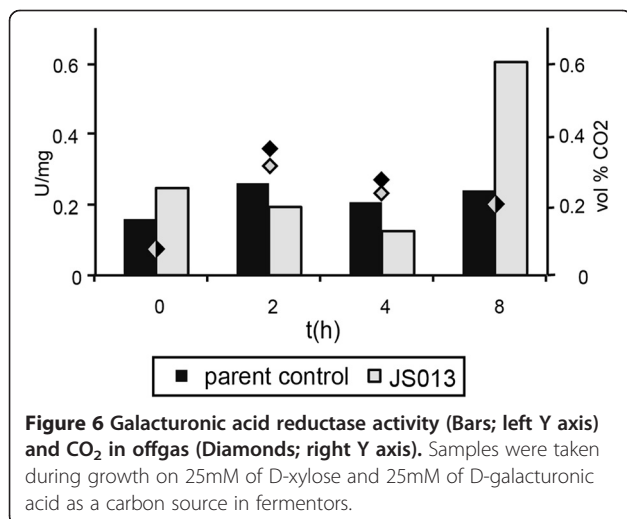 0.6
0.4
0.2
0
U/mg
0.6
0.4
0.2
0
vol % CO2
0 2 4 8
t(h)
parent control JS013
Figure 6 Galacturonic acid reductase activity (Bars; left Y axis)
and CO₂ in offgas (Diamonds; right Y axis). Samples were taken
during growth on 25mM of D-xylose and 25mM of D-galacturonic
acid as a carbon source in fermentors.